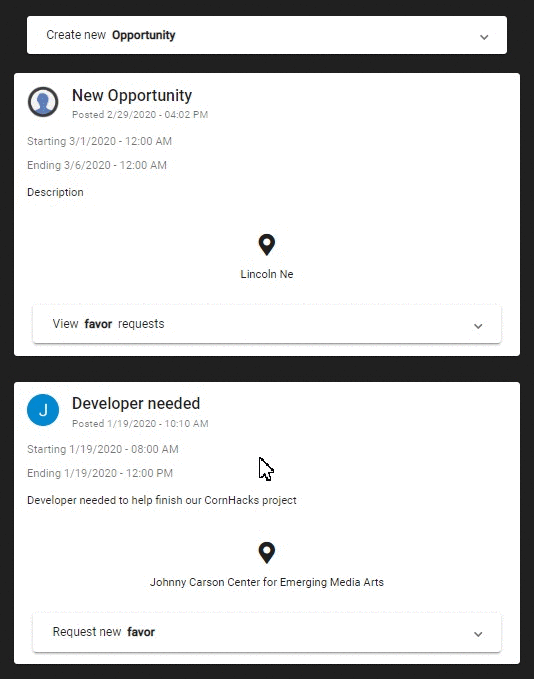 Create new Opportunity
New Opportunity
Posted 2/29/2020 - 04:02 PM
Starting 3/1/2020 - 12:00 AM
Ending 3/6/2020 - 12:00 AM
Description
Lincoln Ne
View favor requests
J
Developer needed
Posted 1/19/2020 - 10:10 AM
Starting 1/19/2020 - 08:00 AM
Ending 1/19/2020 - 12:00 PM
Developer needed to help finish our CornHacks project
Johnny Carson Center for Emerging Media Arts
Request new favor